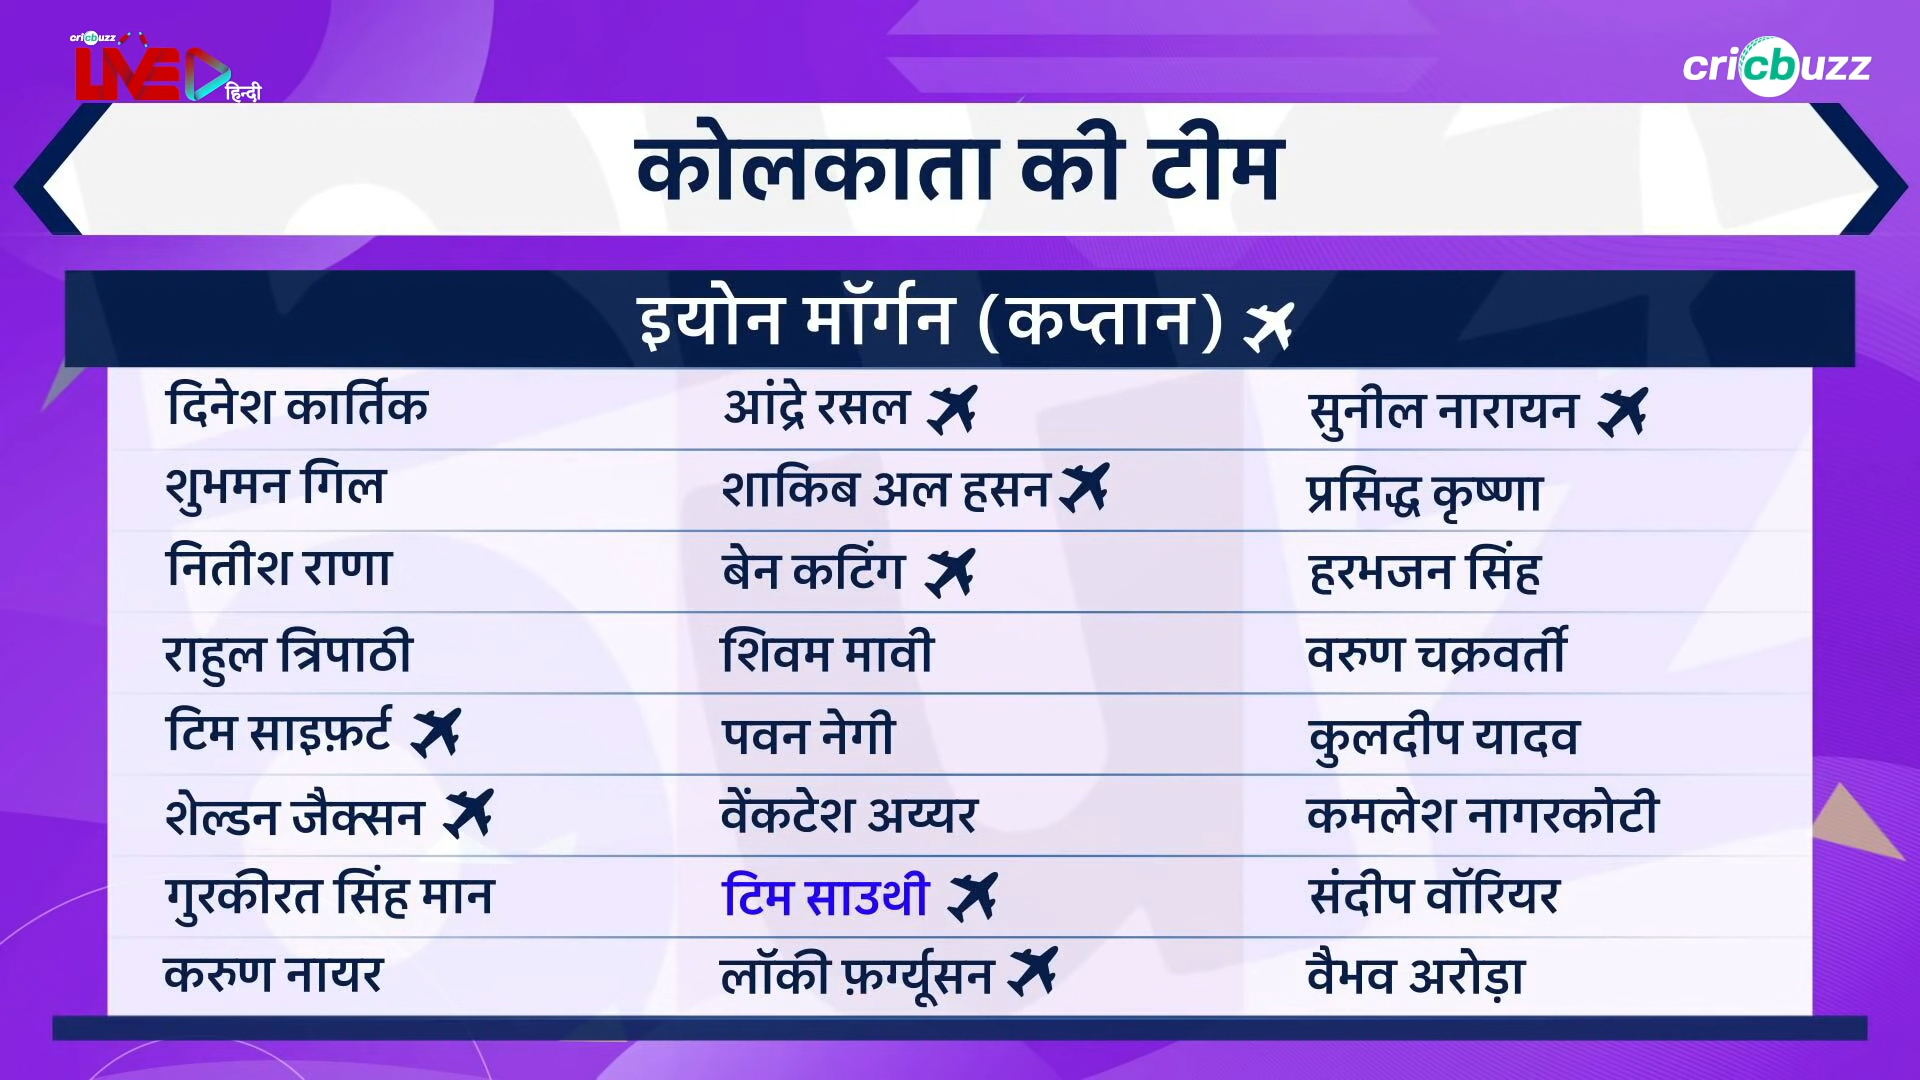 cricbuzz
LIVE हिन्दी
cricbuzz
कोलकाता की टीम
इयोन मॉर्गन (कप्तान)
दिनेश कार्तिक आंद्रे रसल सुनील नारायन
शुभमन गिल शाकिब अल हसन प्रसिद्ध कृष्णा
नितीश राणा बेन कटिंग हरभजन सिंह
राहुल त्रिपाठी शिवम मावी वरुण चक्रवर्ती
टिम साइफ़र्ट पवन नेगी कुलदीप यादव
शेल्डन जैक्सन वेंकटेश अय्यर कमलेश नागरकोटी
गुरकीरत सिंह मान टिम साउथी संदीप वॉरियर
करुण नायर लॉकी फ़र्ग्यूसन वैभव अरोड़ा